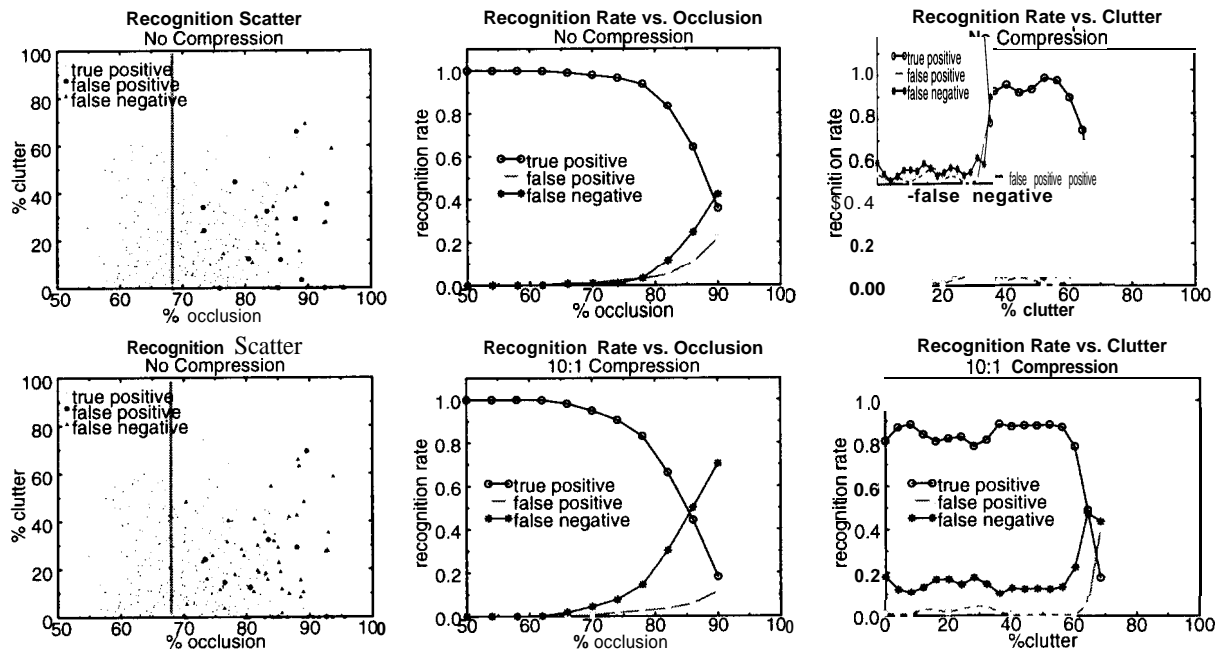 Recognition Scatter
No Compression
100
80
60
40
20
0
% clutter
true positive
false positive
false negative
50 60 70 80 90 100
% occlusion
Recognition Rate vs. Occlusion
No Compression
1.0
0.8
0.6
0.4
0.2
0.0
recognition rate
true positive
false positive
false negative
50 60 70 80 90 100
% occlusion
Recognition Rate vs. Clutter
No Compression
1.0
0.8
0.6
0.4
0.2
0.00
recognition rate
true positive
false positive
false negative
false positive positive
-false negative
20 40 60 80 100
% clutter
Recognition Scatter
No Compression
100
80
60
40
20
0
% clutter
true positive
false positive
false negative
50 60 70 80 90 100
% occlusion
Recognition Rate vs. Occlusion
10:1 Compression
1.0
0.8
0.6
0.4
0.2
0.0
recognition rate
true positive
false positive
false negative
50 60 70 80 90 100
% occlusion
Recognition Rate vs. Clutter
10:1 Compression
1.0
0.8
0.6
0.4
0.2
0.0
recognition rate
true positive
false positive
false negative
0 20 40 60 80 100
%clutter